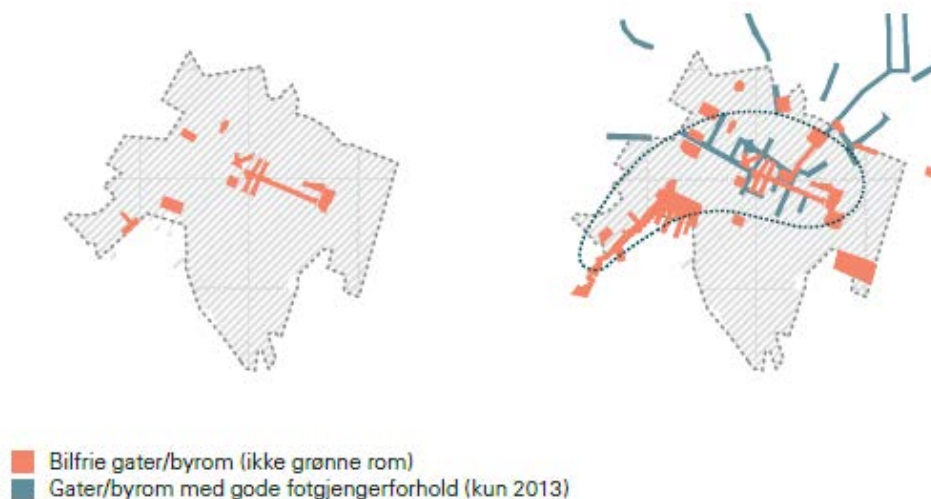 Bilfrie gater/byrom (ikke grønne rom)
Gater/byrom med gode fotgjengerforhold (kun 2013)